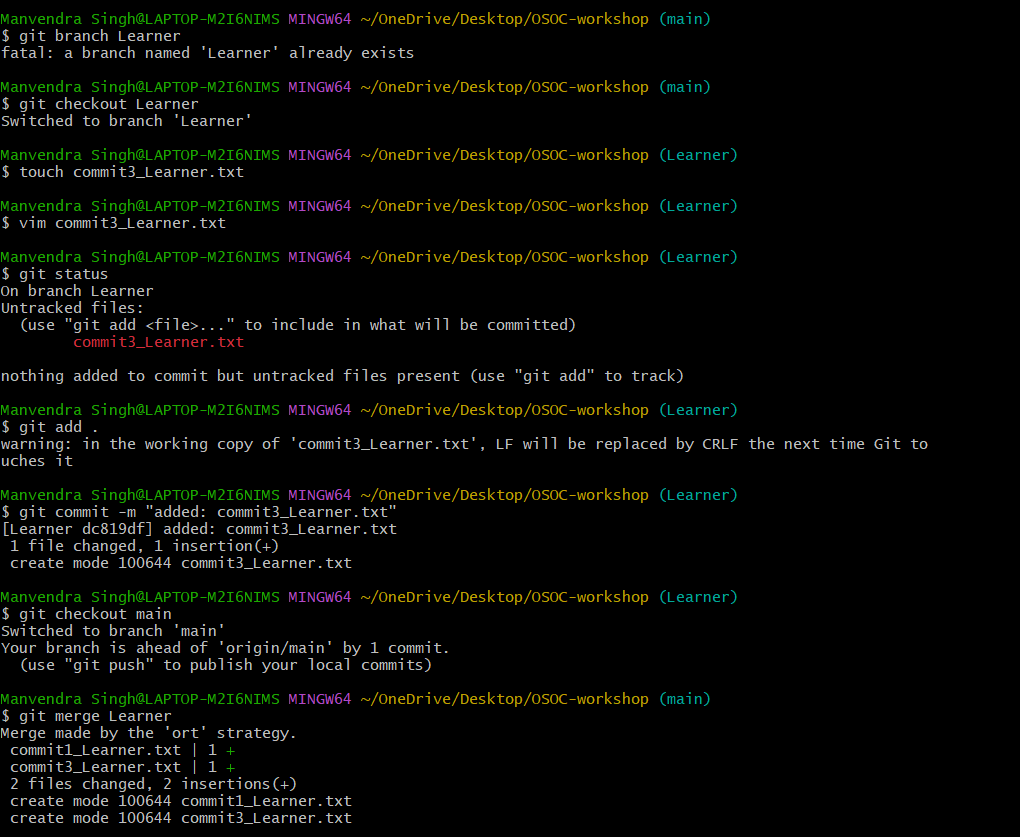 Manvendra Singh@LAPTOP-M2I6NIMS MINGW64 ~/OneDrive/Desktop/OSOC-workshop (main)
$ git branch Learner
fatal: a branch named 'Learner' already exists

Manvendra Singh@LAPTOP-M2I6NIMS MINGW64 ~/OneDrive/Desktop/OSOC-workshop (main)
$ git checkout Learner
Switched to branch 'Learner'

Manvendra Singh@LAPTOP-M2I6NIMS MINGW64 ~/OneDrive/Desktop/OSOC-workshop (Learner)
$ touch commit3_Learner.txt

Manvendra Singh@LAPTOP-M2I6NIMS MINGW64 ~/OneDrive/Desktop/OSOC-workshop (Learner)
$ vim commit3_Learner.txt

Manvendra Singh@LAPTOP-M2I6NIMS MINGW64 ~/OneDrive/Desktop/OSOC-workshop (Learner)
$ git status
On branch Learner
Untracked files:
  (use "git add <file>..." to include in what will be committed)
        commit3_Learner.txt

nothing added to commit but untracked files present (use "git add" to track)

Manvendra Singh@LAPTOP-M2I6NIMS MINGW64 ~/OneDrive/Desktop/OSOC-workshop (Learner)
$ git add .
warning: in the working copy of 'commit3_Learner.txt', LF will be replaced by CRLF the next time Git to
uches it

Manvendra Singh@LAPTOP-M2I6NIMS MINGW64 ~/OneDrive/Desktop/OSOC-workshop (Learner)
$ git commit -m "added: commit3_Learner.txt"
[Learner dc819df] added: commit3_Learner.txt
 1 file changed, 1 insertion(+)
 create mode 100644 commit3_Learner.txt

Manvendra Singh@LAPTOP-M2I6NIMS MINGW64 ~/OneDrive/Desktop/OSOC-workshop (Learner)
$ git checkout main
Switched to branch 'main'
Your branch is ahead of 'origin/main' by 1 commit.
  (use "git push" to publish your local commits)

Manvendra Singh@LAPTOP-M2I6NIMS MINGW64 ~/OneDrive/Desktop/OSOC-workshop (main)
$ git merge Learner
Merge made by the 'ort' strategy.
 commit1_Learner.txt | 1 +
 commit3_Learner.txt | 1 +
 2 files changed, 2 insertions(+)
 create mode 100644 commit1_Learner.txt
 create mode 100644 commit3_Learner.txt